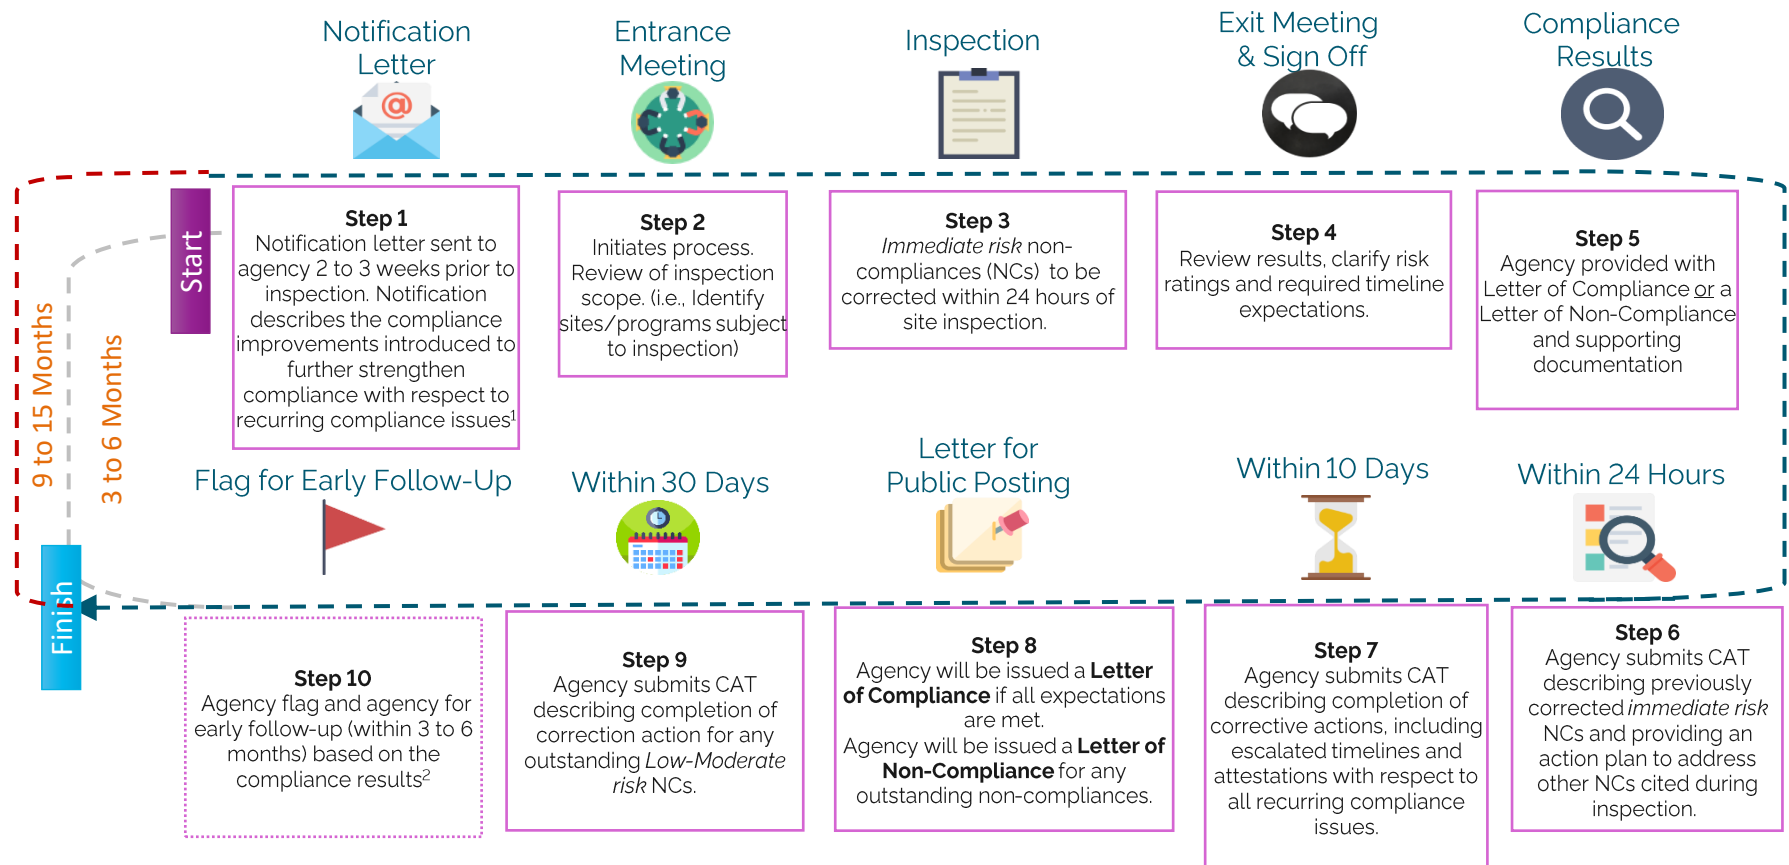 Notification
Letter
Entrance
Meeting
Inspection
Exit Meeting
& Sign Off
Compliance
Results
@
Start
Step 1
Notification letter sent to
agency 2 to 3 weeks prior to
inspection. Notification
describes the compliance
improvements introduced to
further strengthen
compliance with respect to
recurring compliance issues1
Step 2
Initiates process.
Review of inspection
scope. (i.e., Identify
sites/programs subject
to inspection)
Step 3
Immediate risk non-
compliances (NCs) to be
corrected within 24 hours of
site inspection.
Step 4
Review results, clarify risk
ratings and required timeline
expectations.
Step 5
Agency provided with
Letter of Compliance or a
Letter of Non-Compliance
and supporting
documentation
9 to 15 Months
3 to 6 Months
Flag for Early Follow-Up
Within 30 Days
Letter for
Public Posting
Within 10 Days
Within 24 Hours
Finish
Step 10
Agency flag and agency for
early follow-up (within 3 to 6
months) based on the
compliance results2
Step 9
Agency submits CAT
describing completion of
correction action for any
outstanding Low-Moderate
risk NCs.
Step 8
Agency will be issued a Letter
of Compliance if all expectations
are met.
Agency will be issued a Letter of
Non-Compliance for any
outstanding non-compliances.
Step 7
Agency submits CAT
describing completion of
corrective actions, including
escalated timelines and
attestations with respect to
all recurring compliance
issues.
Step 6
Agency submits CAT
describing previously
corrected immediate risk
NCs and providing an
action plan to address
other NCs cited during
inspection.